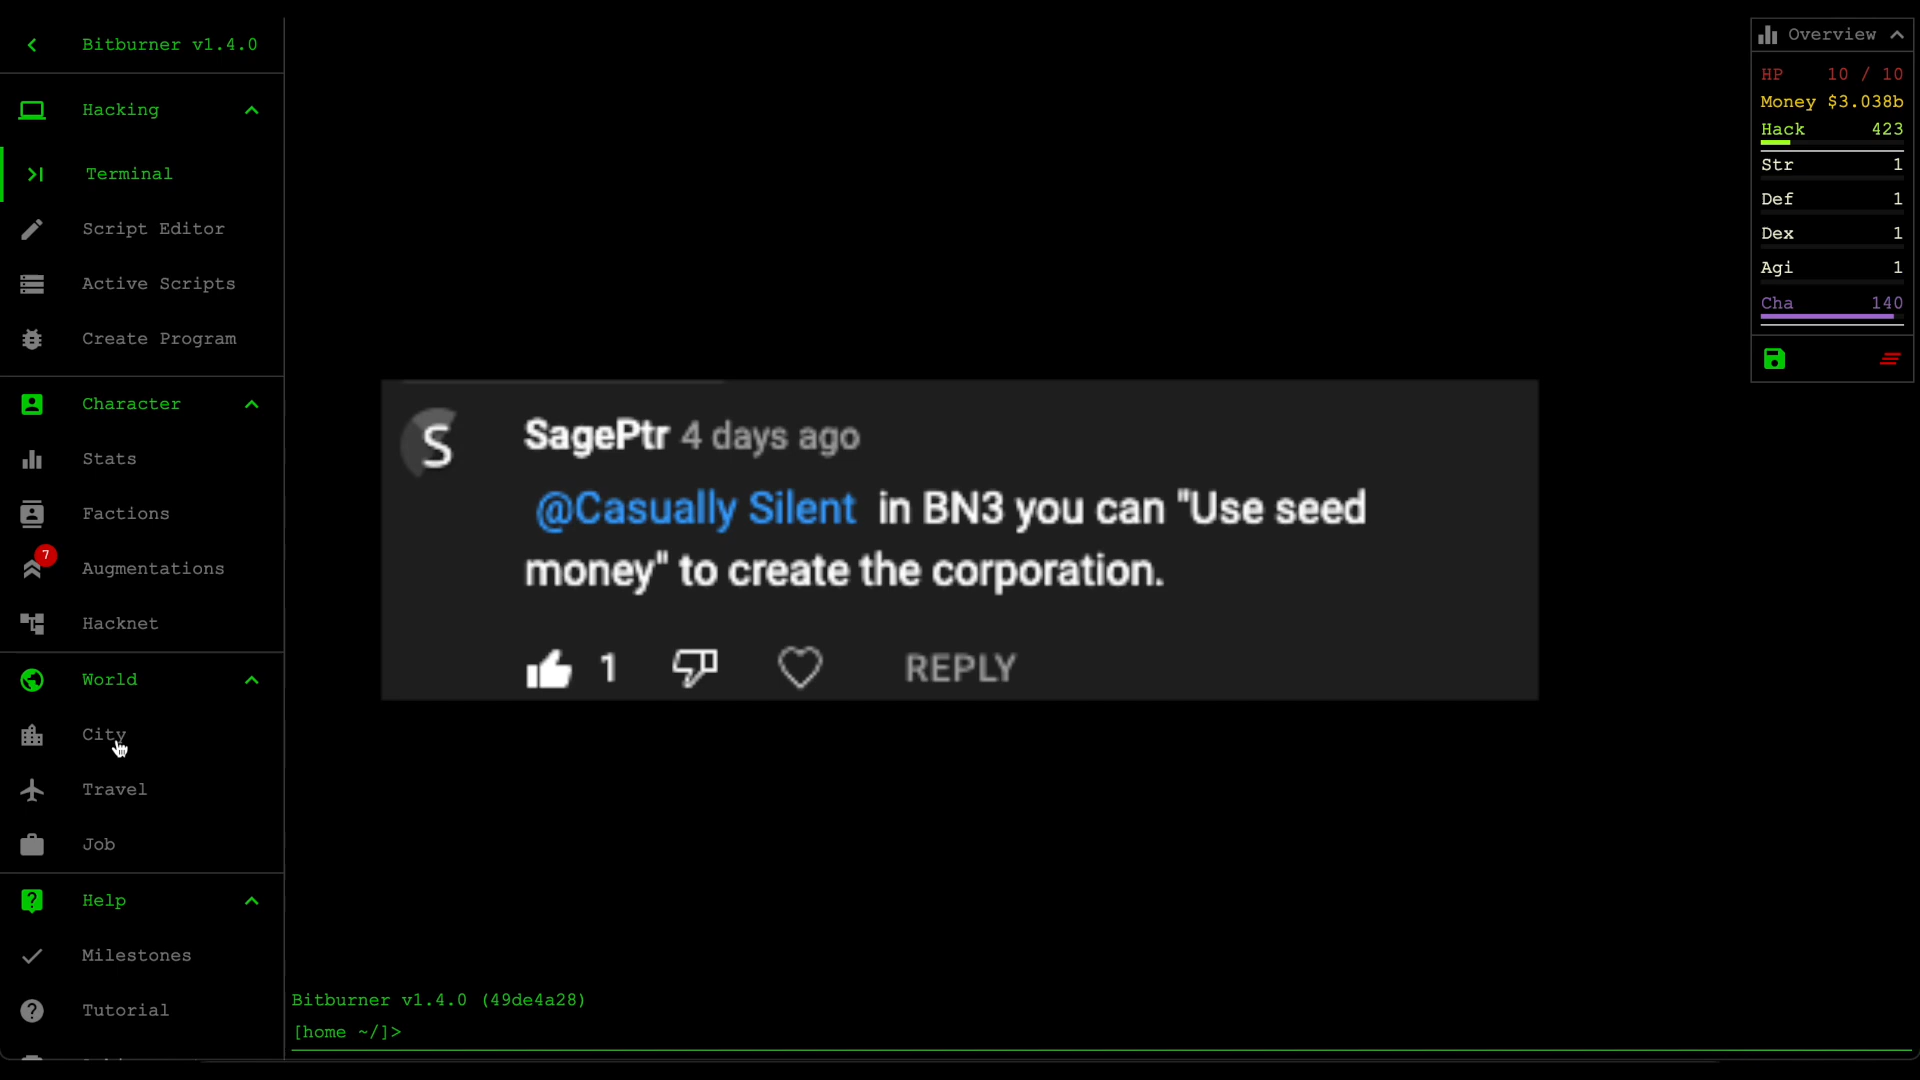 Bitburner v1.4.0
Hacking
Terminal
Script Editor
Active Scripts
Create Program
Character
Stats
Factions
7
Augmentations
Hacknet
World
City
Travel
Job
Help
Milestones
Tutorial
S
SagePtr 4 days ago
@Casually Silent in BN3 you can "Use seed
money" to create the corporation.
1 REPLY
Bitburner v1.4.0 (49de4a28)
[home ~/]>
Overview
HP 10 / 10
Money $3.038b
Hack 423
Str 1
Def 1
Dex 1
Agi 1
Cha 140